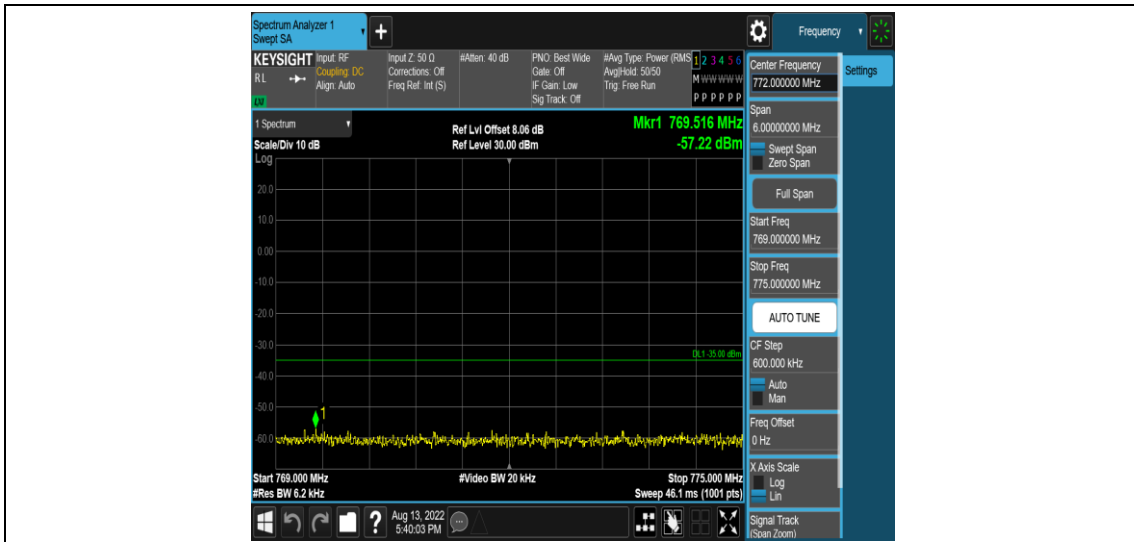 Spectrum Analyzer 1
Swept SA
+
Frequency
KEYSIGHT
RL
LXI
Input: RF
Coupling: DC
Align: Auto
Input Z: 50 Ω
Corrections: Off
Freq Ref: Int (S)
#Atten: 40 dB
PNO: Best Wide
Gate: Off
IF Gain: Low
Sig Track: Off
#Avg Type: Power (RMS
Avg|Hold: 50/50
Trig: Free Run
1 2 3 4 5 6
M W W W W W
P P P P P P
Center Frequency
772.000000 MHz
Settings
1 Spectrum
Scale/Div 10 dB
Ref Lvl Offset 8.06 dB
Ref Level 30.00 dBm
Mkr1 769.516 MHz
-57.22 dBm
Log
20.0
10.0
0.00
-10.0
-20.0
-30.0
DL1 -35.00 dBm
-40.0
-50.0
1
-60.0
Start 769.000 MHz
#Video BW 20 kHz
Stop 775.000 MHz
#Res BW 6.2 kHz
Sweep 46.1 ms (1001 pts)
Span
6.00000000 MHz
Swept Span
Zero Span
Full Span
Start Freq
769.000000 MHz
Stop Freq
775.000000 MHz
AUTO TUNE
CF Step
600.000 kHz
Auto
Man
Freq Offset
0 Hz
X Axis Scale
Log
Lin
Signal Track
(Span Zoom)
?
Aug 13, 2022
5:40:03 PM